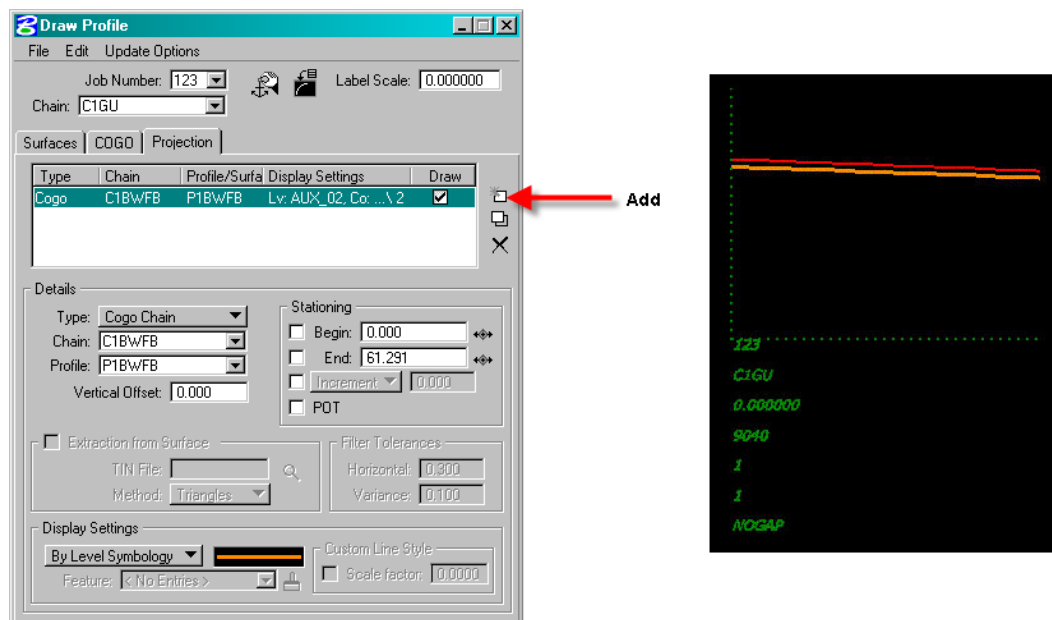 Draw Profile
File Edit Update Options
Job Number: 123 Label Scale: 0.000000
Chain: C1GU
Surfaces COGO Projection
Type Chain Profile/Surfa Display Settings Draw
Cogo C1BWFB P1BWFB Lv: AUX_02, Co: ...\ 2
Add
Details
Type: Cogo Chain
Chain: C1BWFB
Profile: P1BWFB
Vertical Offset: 0.000
Stationing
Begin: 0.000
End: 61.291
Increment 0.000
POT
Extraction from Surface
TIN File:
Method: Triangles
Filter Tolerances
Horizontal: 0.300
Variance: 0.100
Display Settings
By Level Symbology
Feature: < No Entries >
Custom Line Style
Scale factor: 0.0000
123
C1GU
0.000000
9040
1
1
NOGAP